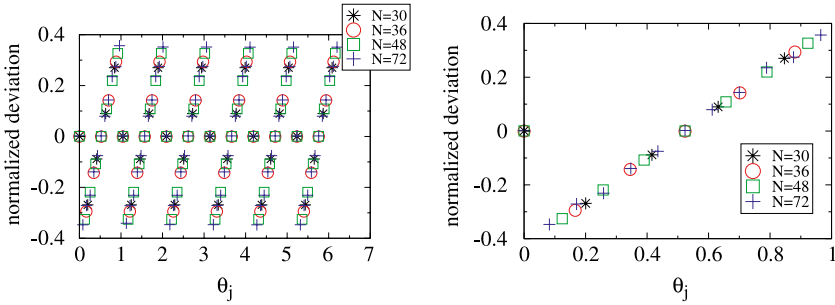 N=30
N=36
N=48
N=72
normalized deviation
0.4
0.2
0
-0.2
-0.4
0 1 2 3 4 5 6 7
θj
normalized deviation
0.4
0.2
0
-0.2
-0.4
N=30
N=36
N=48
N=72
0 0.2 0.4 0.6 0.8 1
θj